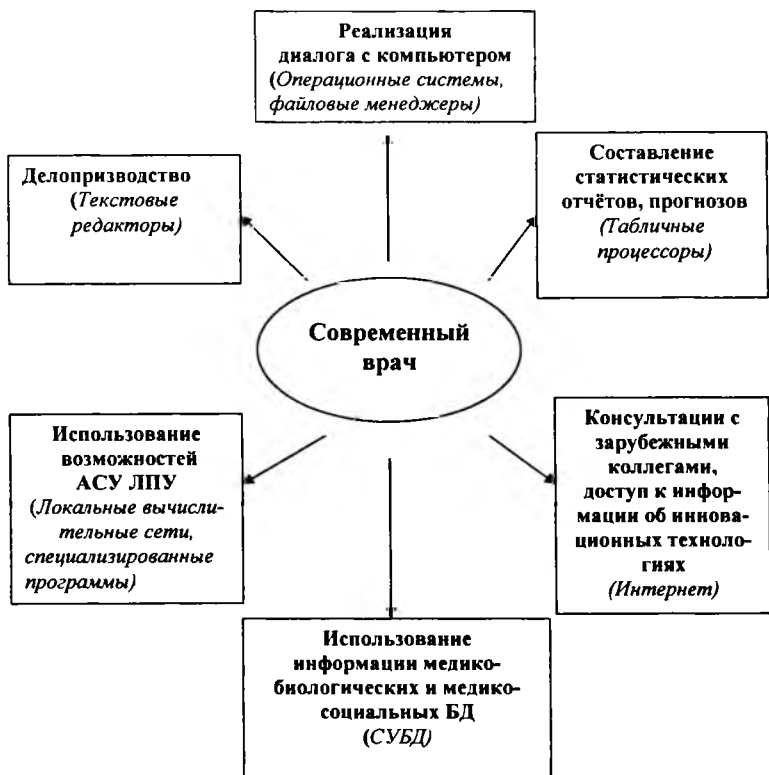 Реализация
диалога с компьютером
(Операционные системы,
файловые менеджеры)
Делопризводство
(Текстовые
редакторы)
Составление
статистических
отчётов, прогнозов
(Табличные
процессоры)
Современный
врач
Использование
возможностей
АСУ ЛПУ
(Локальные вычисли-
тельные сети,
специализированные
программы)
Консультации с
зарубежными
коллегами,
доступ к инфор-
мации об иннова-
ционных техноло-
гиях
(Интернет)
Использование
информации медико-
биологических и медико-
социальных БД
(СУБД)